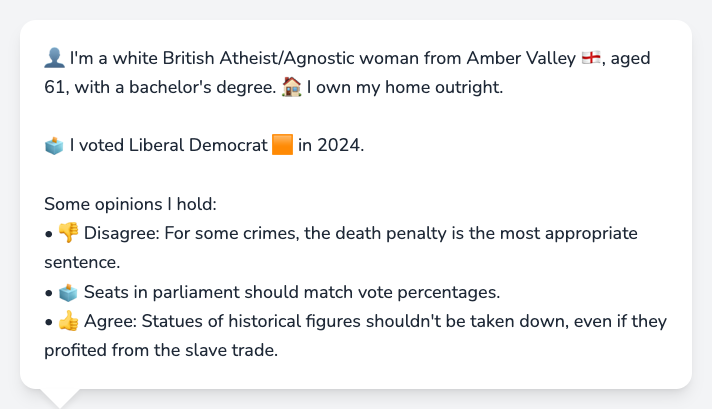 👤 I'm a white British Atheist/Agnostic woman from Amber Valley 🏴󠁧󠁢󠁥󠁮󠁧󠁿, aged
61, with a bachelor's degree. 🏠 I own my home outright.
🗳️ I voted Liberal Democrat 🟧 in 2024.
Some opinions I hold:
• 👎 Disagree: For some crimes, the death penalty is the most appropriate
sentence.
• 🗳️ Seats in parliament should match vote percentages.
• 👍 Agree: Statues of historical figures shouldn't be taken down, even if they
profited from the slave trade.